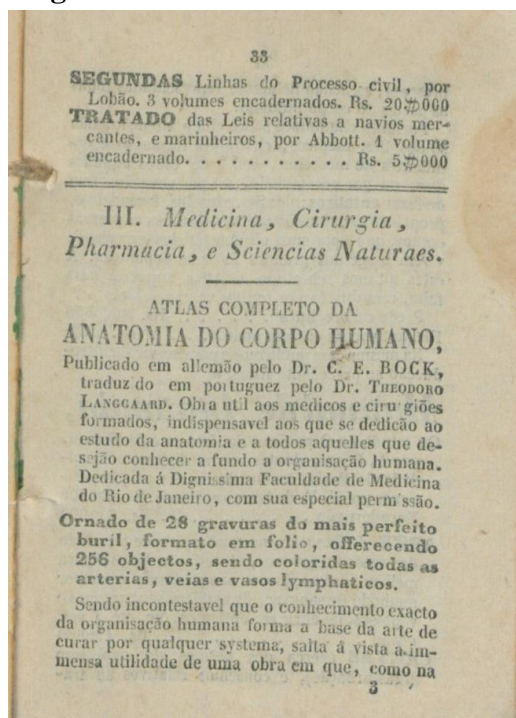 33
SEGUNDAS Linhas do Processo civil, por
Lobão. 3 volumes encadernados. Rs. 20$000
TRATADO das Leis relativas a navios mer-
cantes, e marinheiros, por Abbott. 1 volume
encadernado. . . . . . . . . . . Rs. 5$000
III. Medicina, Cirurgia,
Pharmacia, e Sciencias Naturaes.
ATLAS COMPLETO DA
ANATOMIA DO CORPO HUMANO,
Publicado em allemão pelo Dr. C. E. BOCK,
traduz do em portuguez pelo Dr. THEODORO
LANGGAARD. Obra util aos medicos e ciru giões
formados, indispensavel aos que se dedicão ao
estudo da anatomia e a todos aquelles que de-
sejão conhecer a fundo a organisação humana.
Dedicada á Dignissima Faculdade de Medicina
do Rio de Janeiro, com sua especial perm ssão.
Ornado de 28 gravuras do mais perfeito
buril, formato em folio, offerecendo
256 objectos, sendo coloridas todas as
arterias, veias e vasos lymphaticos.
Sendo incontestavel que o conhecimento exacto
da organisação humana forma a base da arte de
curar por qualquer systema, salta á vista a im-
mensa utilidade de uma obra em que, como na
3